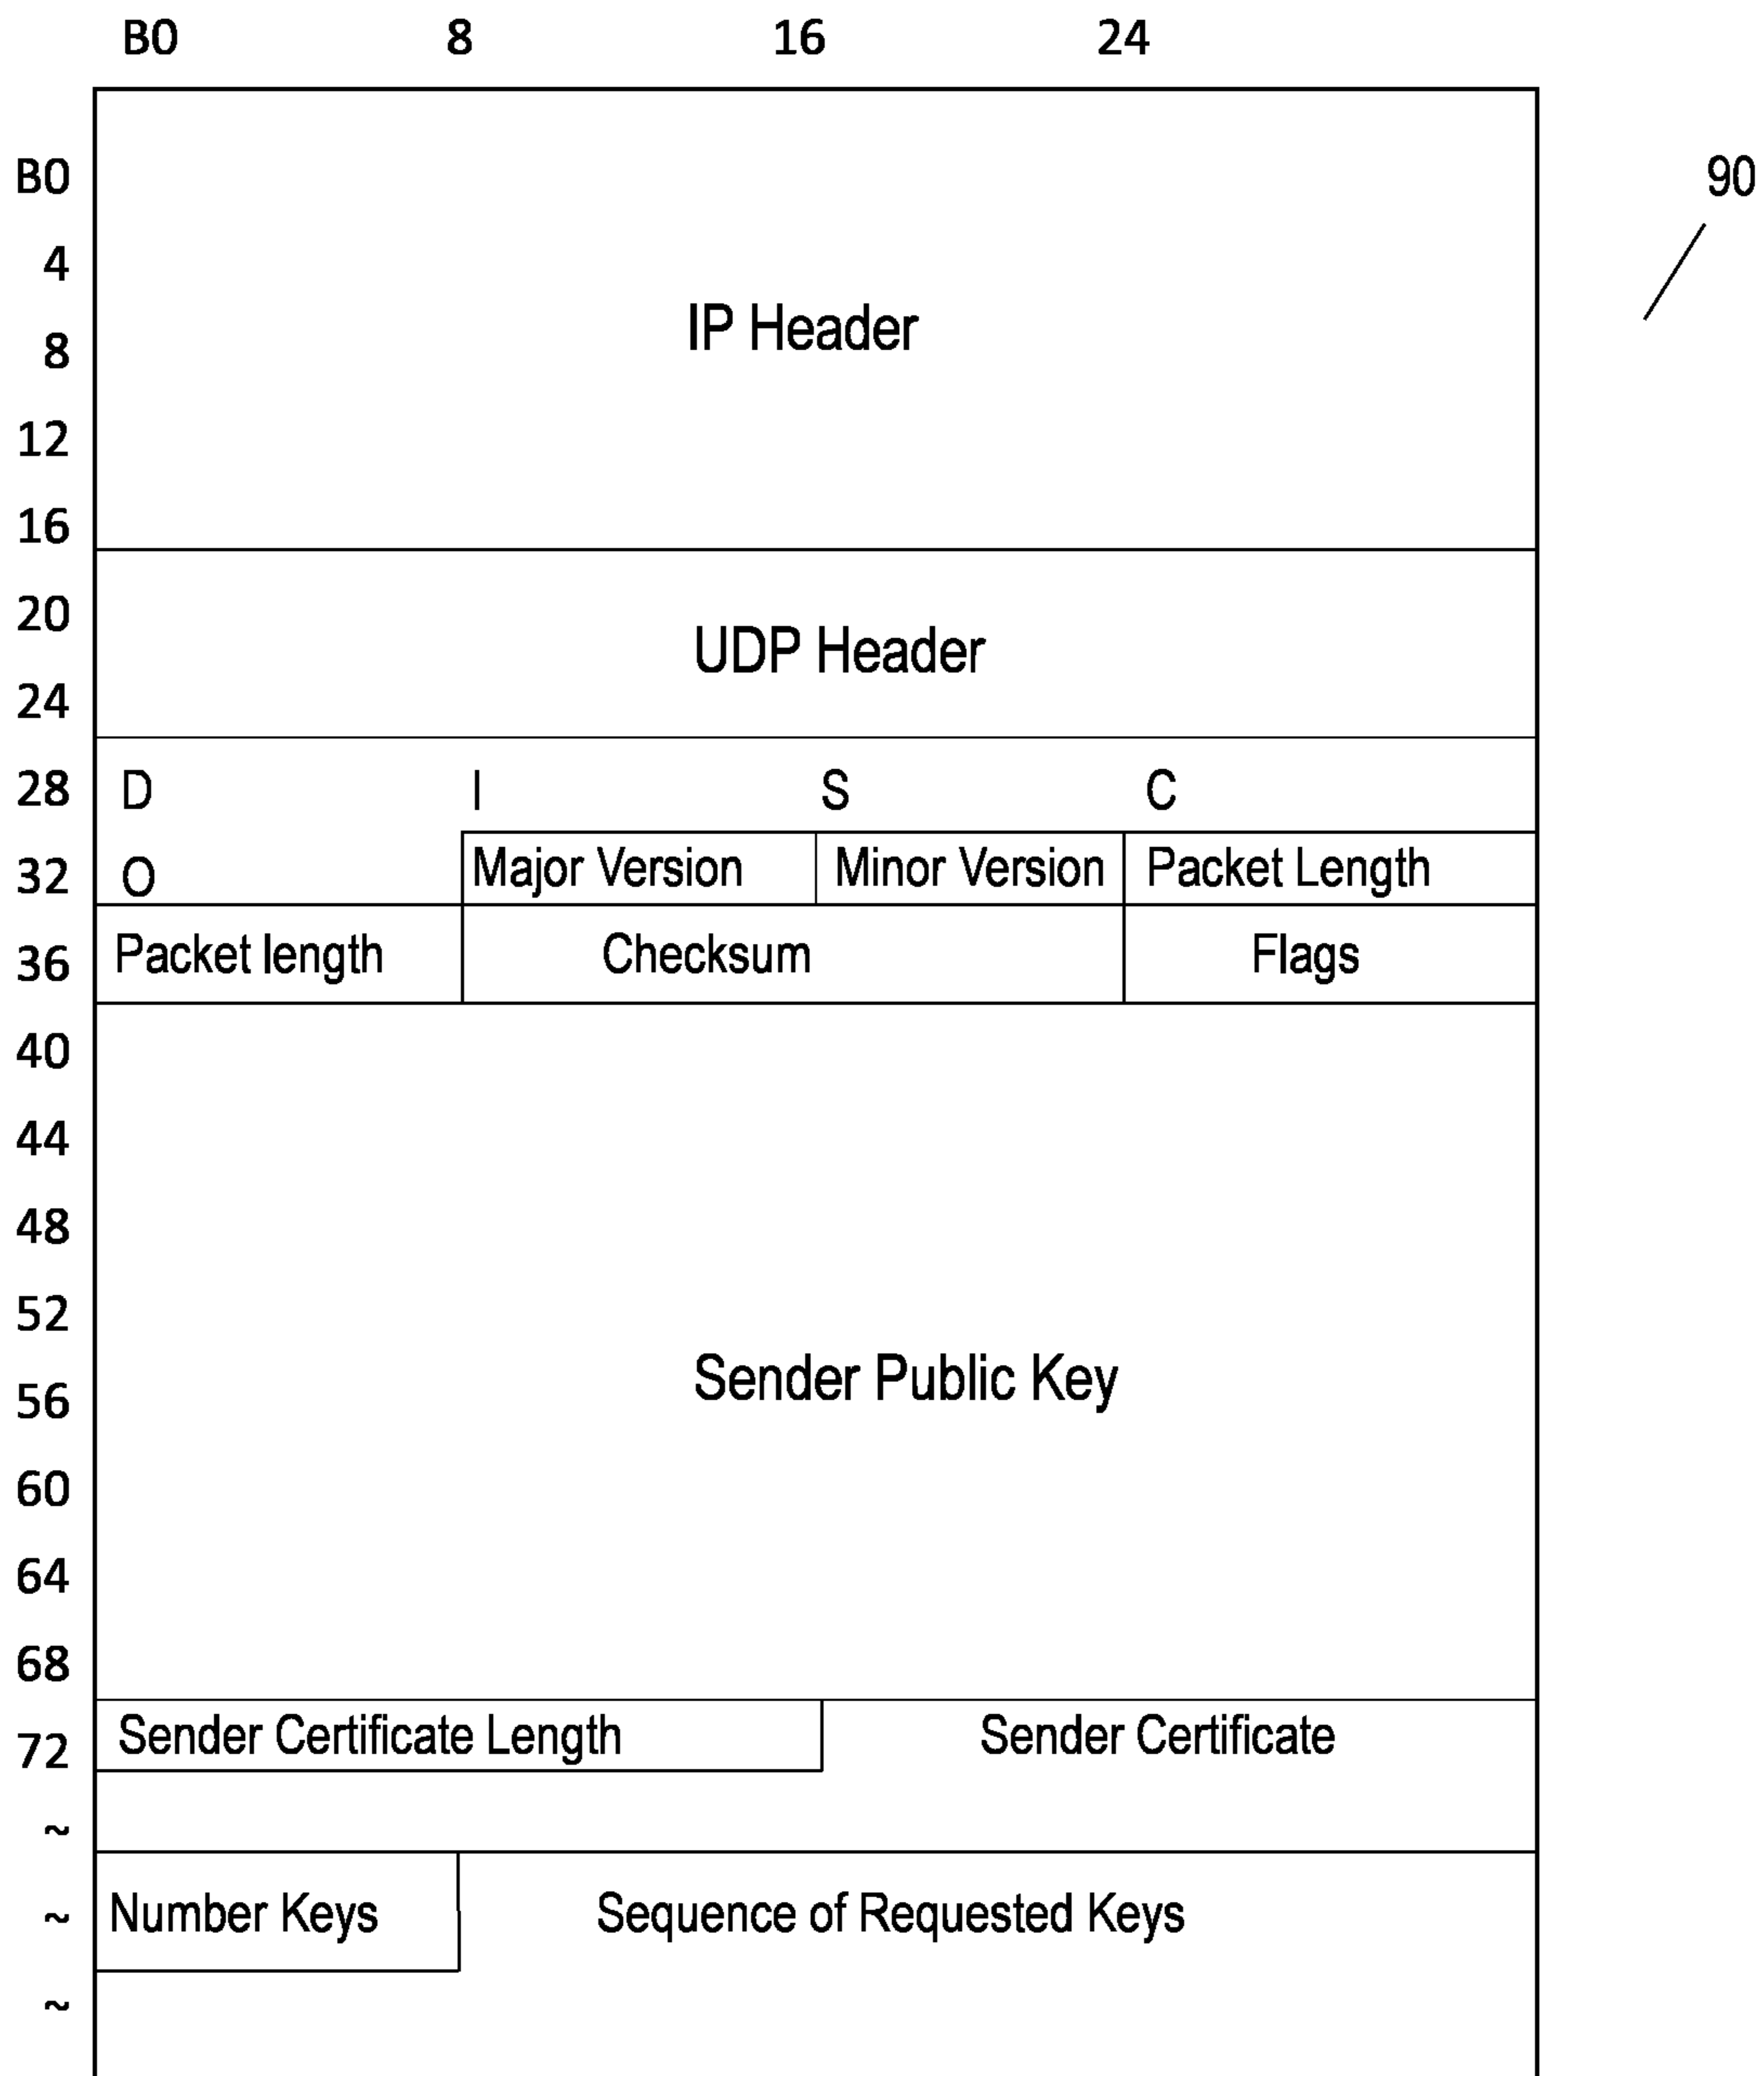 B0 8 16 24
B0
90
4
IP Header
8
12
16
20
UDP Header
24
28 D I S C
32 O Major Version Minor Version Packet Length
36 Packet length Checksum Flags
40
44
48
52
Sender Public Key
56
60
64
68
72 Sender Certificate Length Sender Certificate
~
~ Number Keys Sequence of Requested Keys
~